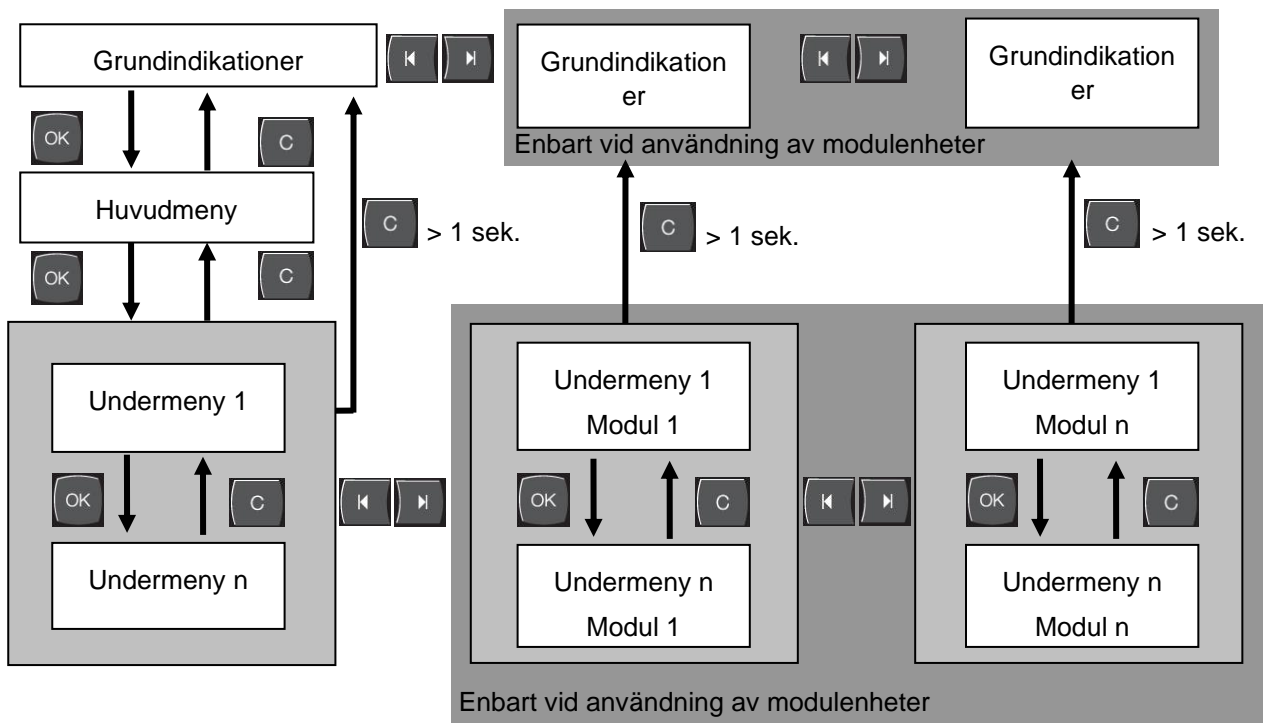 Grundindikationer
Grundindikation
er
Grundindikation
er
Enbart vid användning av modulenheter
OK
C
Huvudmeny
C > 1 sek.
C > 1 sek.
C > 1 sek.
OK
C
Undermeny 1
Undermeny 1
Modul 1
Undermeny 1
Modul n
OK
C
OK
C
OK
C
Undermeny n
Undermeny n
Modul 1
Undermeny n
Modul n
Enbart vid användning av modulenheter